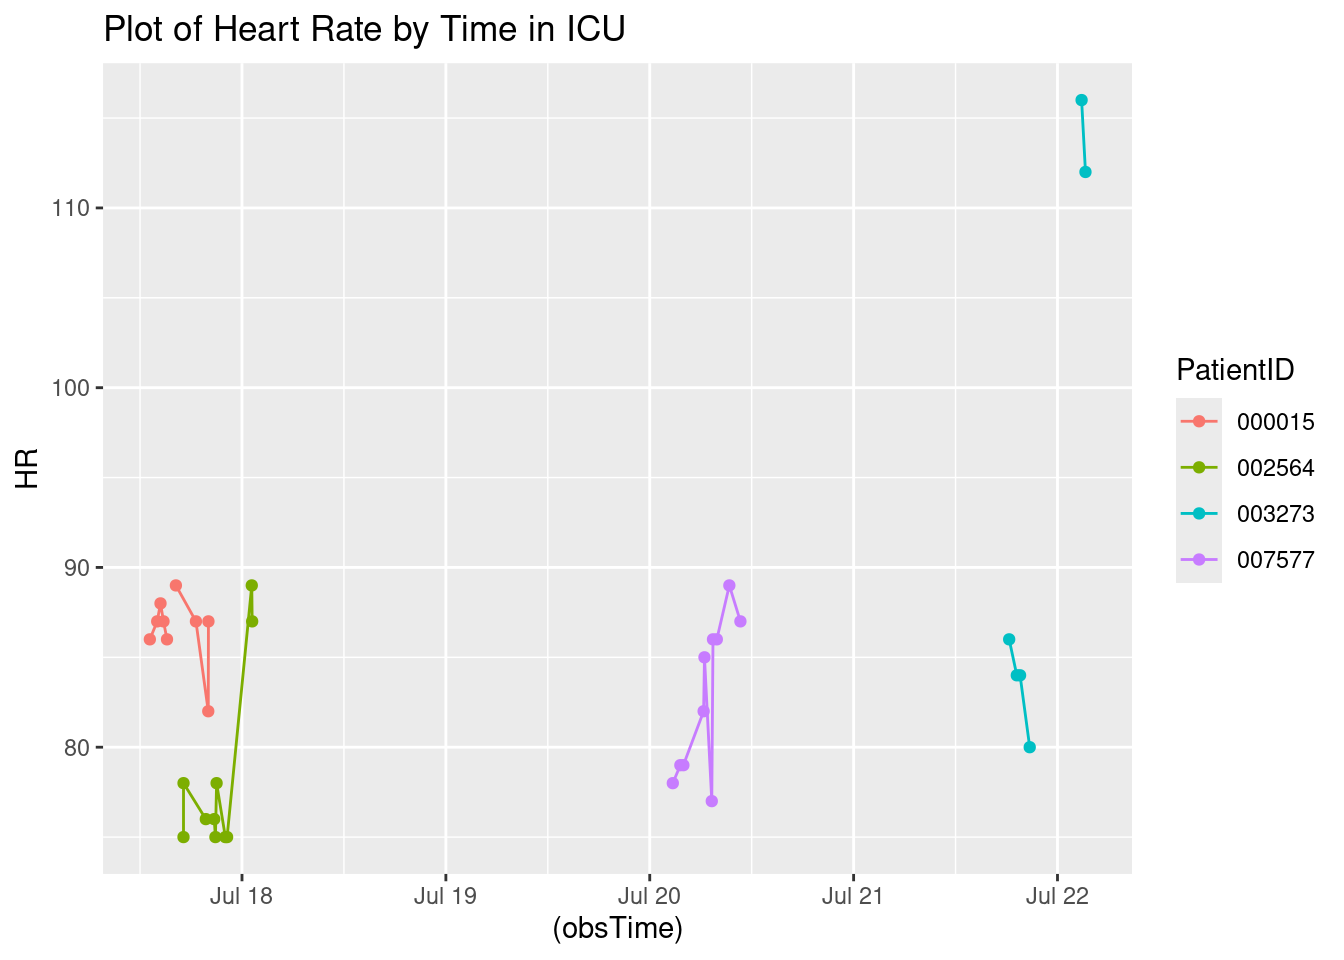 Plot of Heart Rate by Time in ICU
110
100
90
80
HR
Jul 18
Jul 19
Jul 20
Jul 21
Jul 22
(obsTime)
PatientID
000015
002564
003273
007577